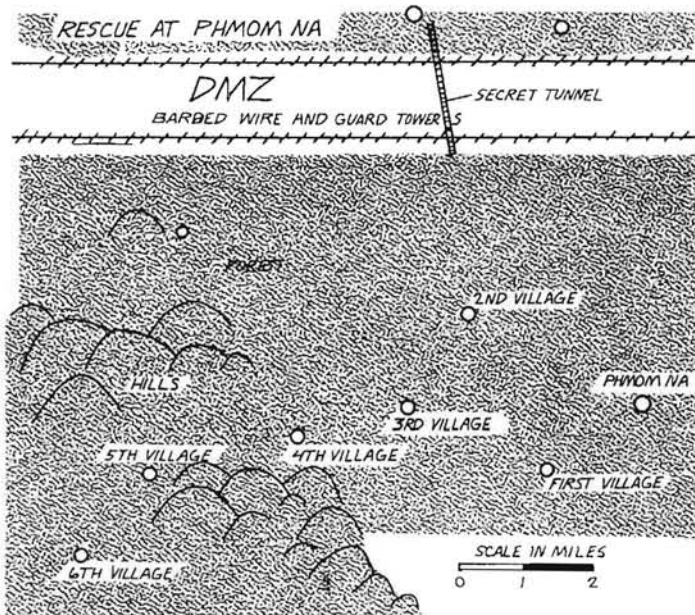 RESCUE AT PHMOM NA
DMZ
SECRET TUNNEL
BARBED WIRE AND GUARD TOWERS
FOREST
2ND VILLAGE
PHMOM NA
HILLS
3RD VILLAGE
5TH VILLAGE
4TH VILLAGE
FIRST VILLAGE
SCALE IN MILES
0 1 2
6TH VILLAGE